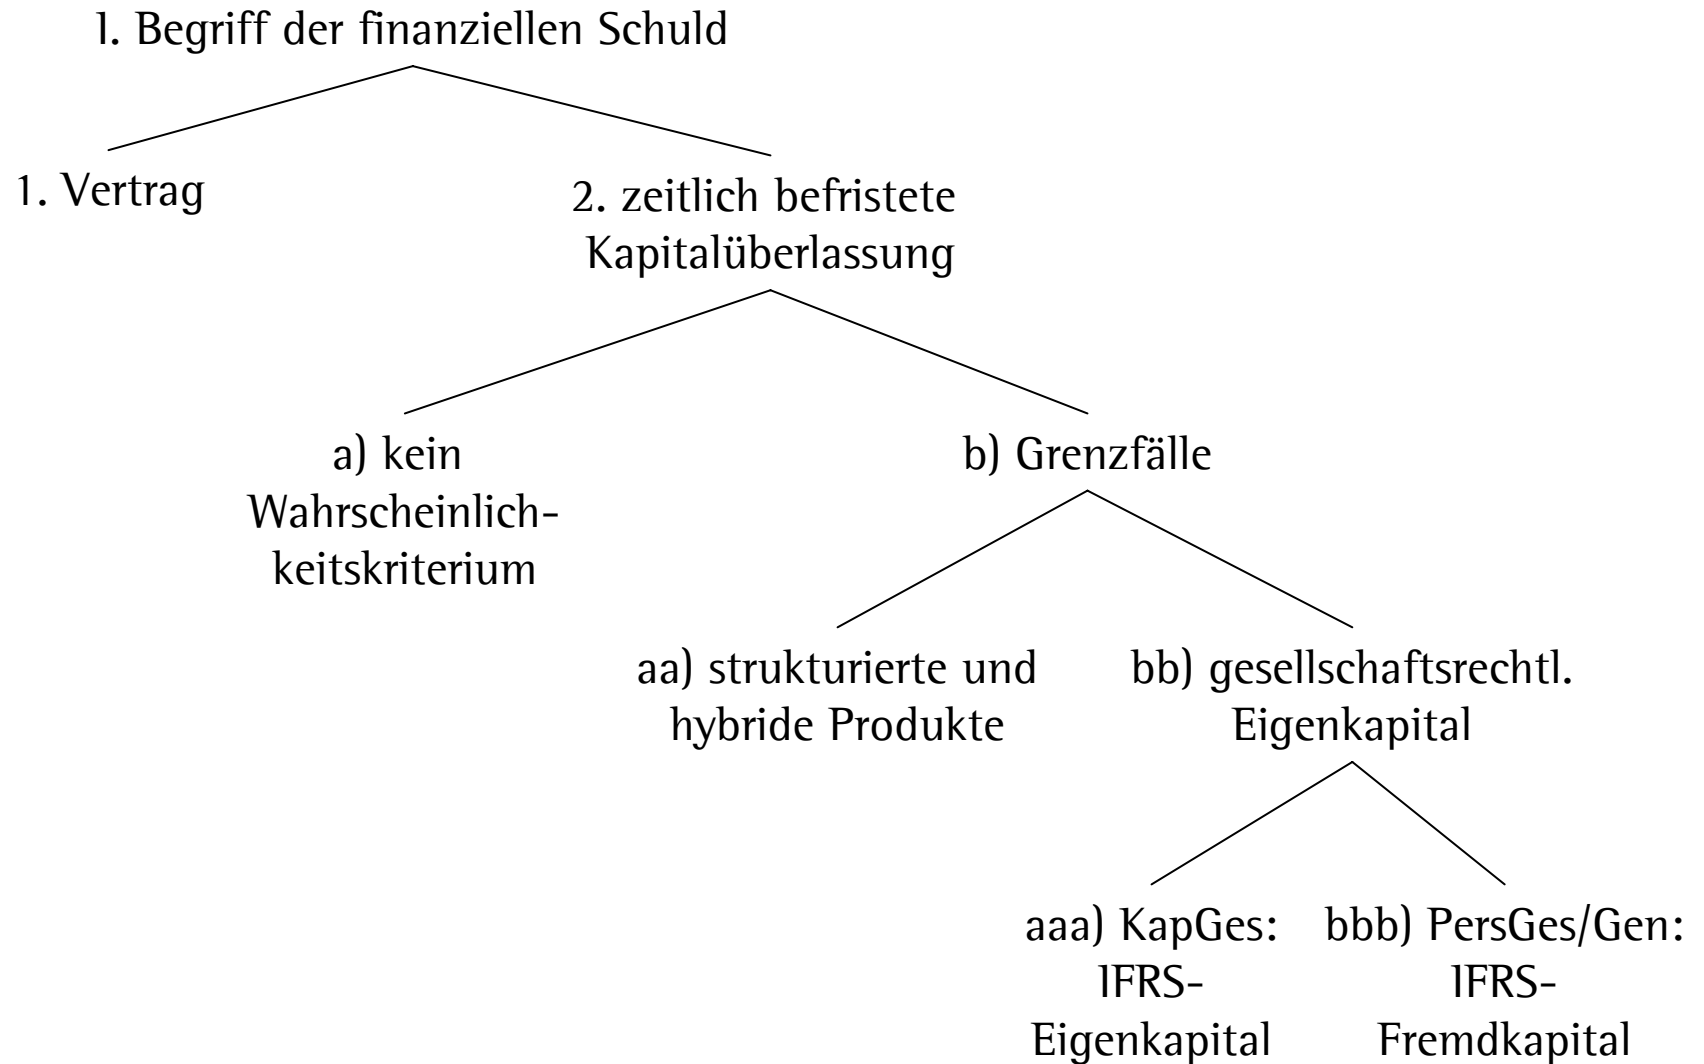 I. Begriff der finanziellen Schuld
1. Vertrag
2. zeitlich befristete
Kapitalüberlassung
a) kein
Wahrscheinlich-
keitskriterium
b) Grenzfälle
aa) strukturierte und
hybride Produkte
bb) gesellschaftsrechtl.
Eigenkapital
aaa) KapGes:
IFRS-
Eigenkapital
bbb) PersGes/Gen:
IFRS-
Fremdkapital